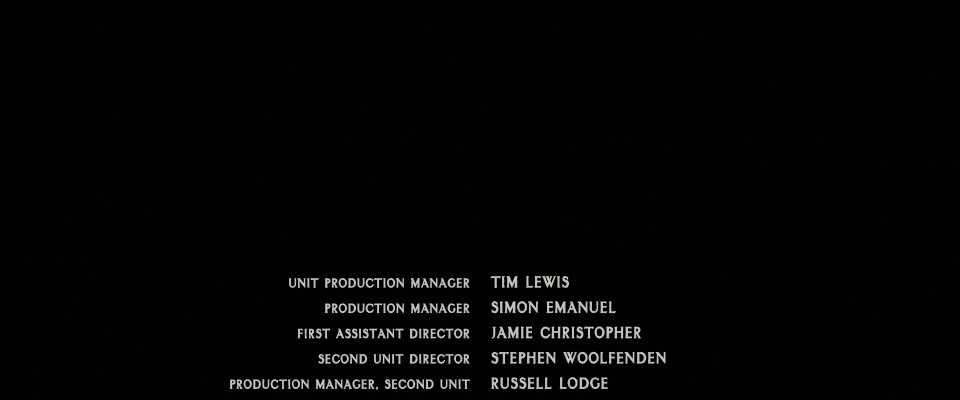 UNIT PRODUCTION MANAGER TIM LEWIS
PRODUCTION MANAGER SIMON EMANUEL
FIRST ASSISTANT DIRECTOR JAMIE CHRISTOPHER
SECOND UNIT DIRECTOR STEPHEN WOOLFENDEN
PRODUCTION MANAGER, SECOND UNIT RUSSELL LODGE